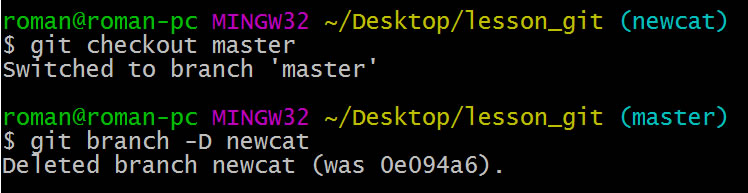 roman@roman-pc MINGW32 ~/Desktop/lesson_git (newcat)
$ git checkout master
Switched to branch 'master'
roman@roman-pc MINGW32 ~/Desktop/lesson_git (master)
$ git branch -D newcat
Deleted branch newcat (was 0e094a6).